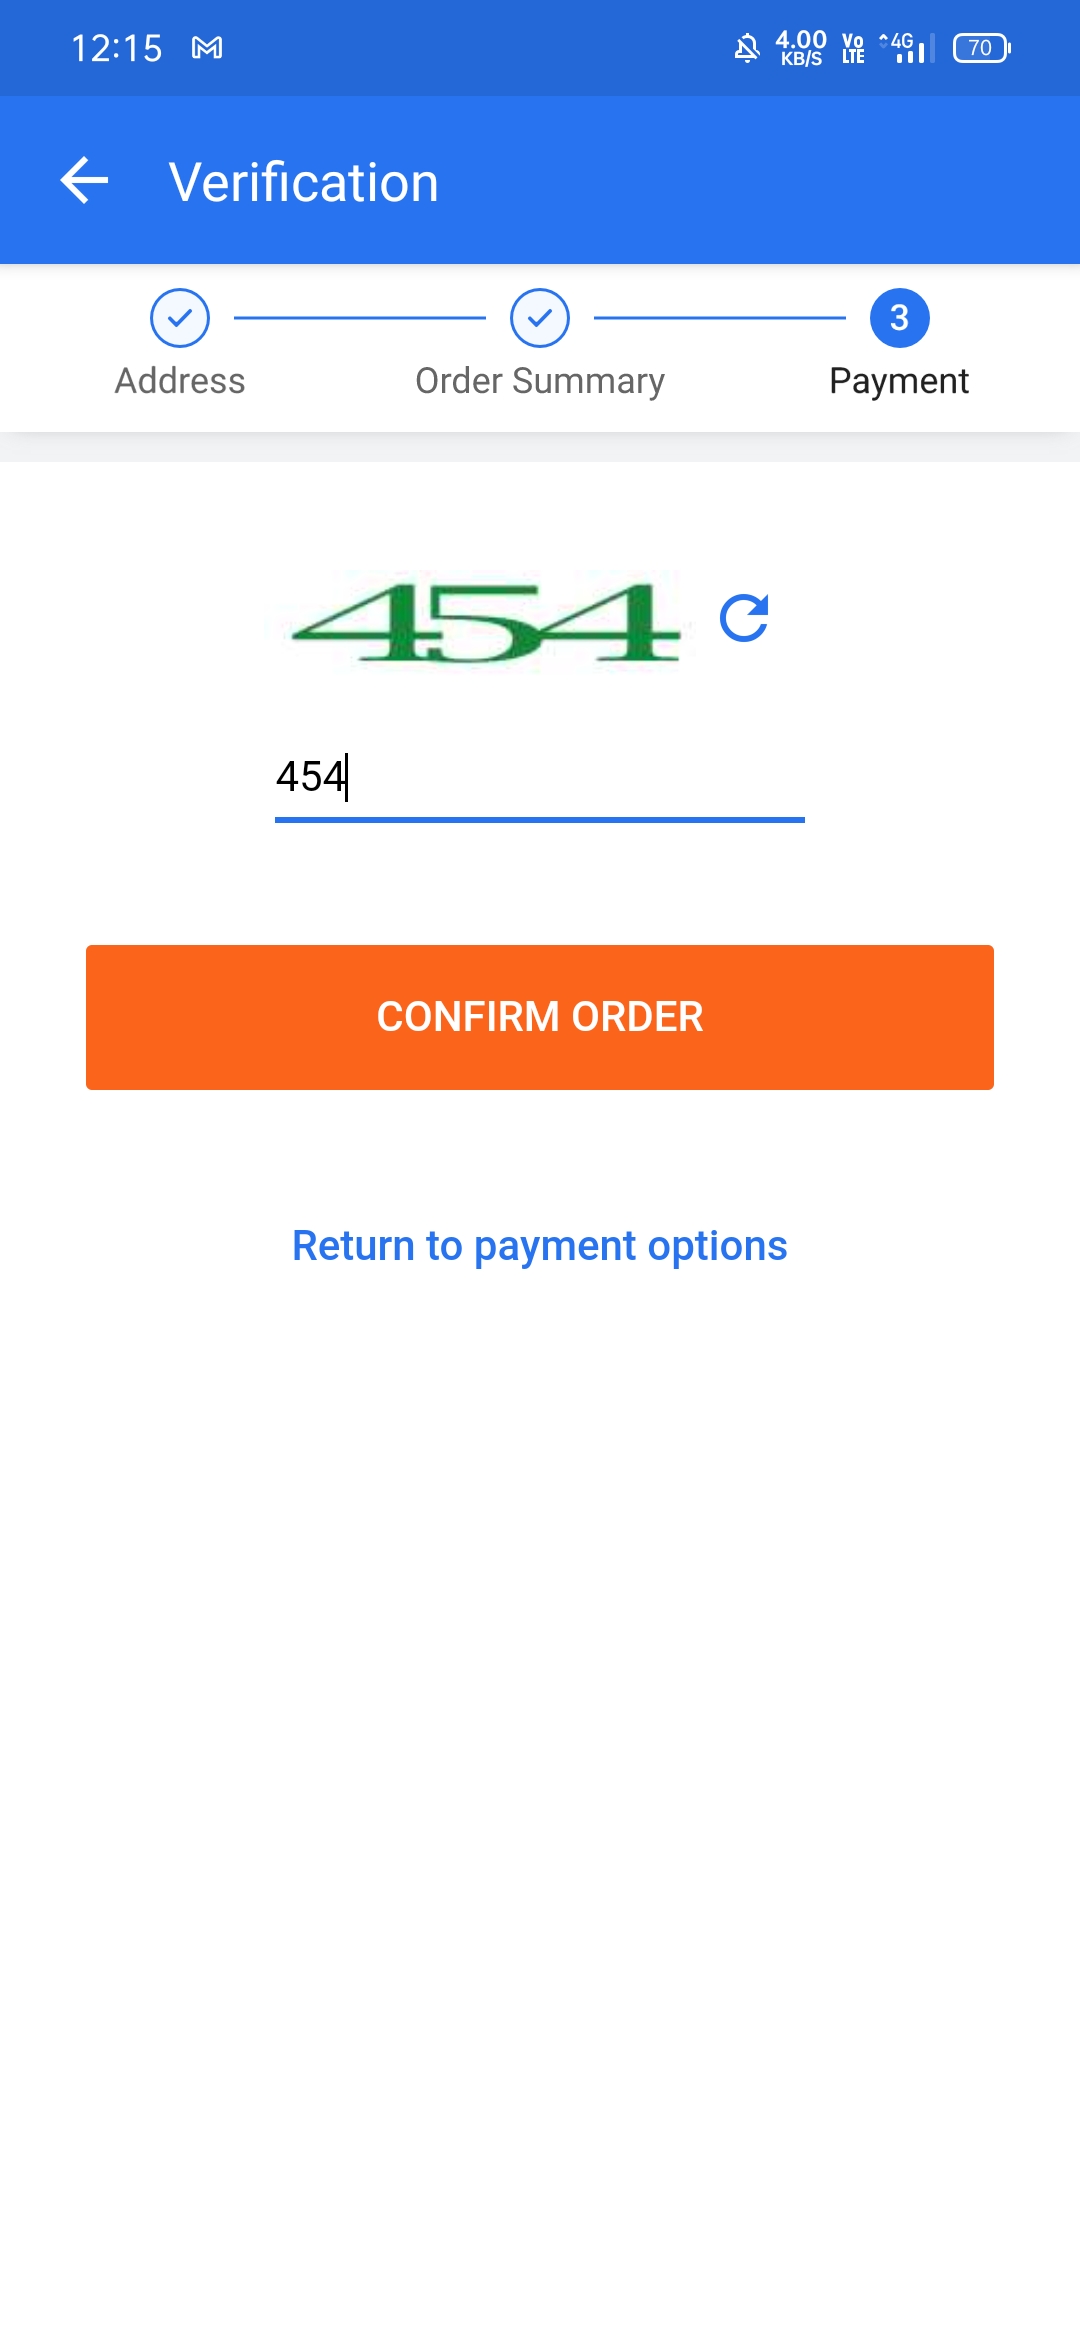 12:15 4.00 KB/S Vo LTE 4G 70
Verification
3
Address Order Summary Payment
454
454
CONFIRM ORDER
Return to payment options